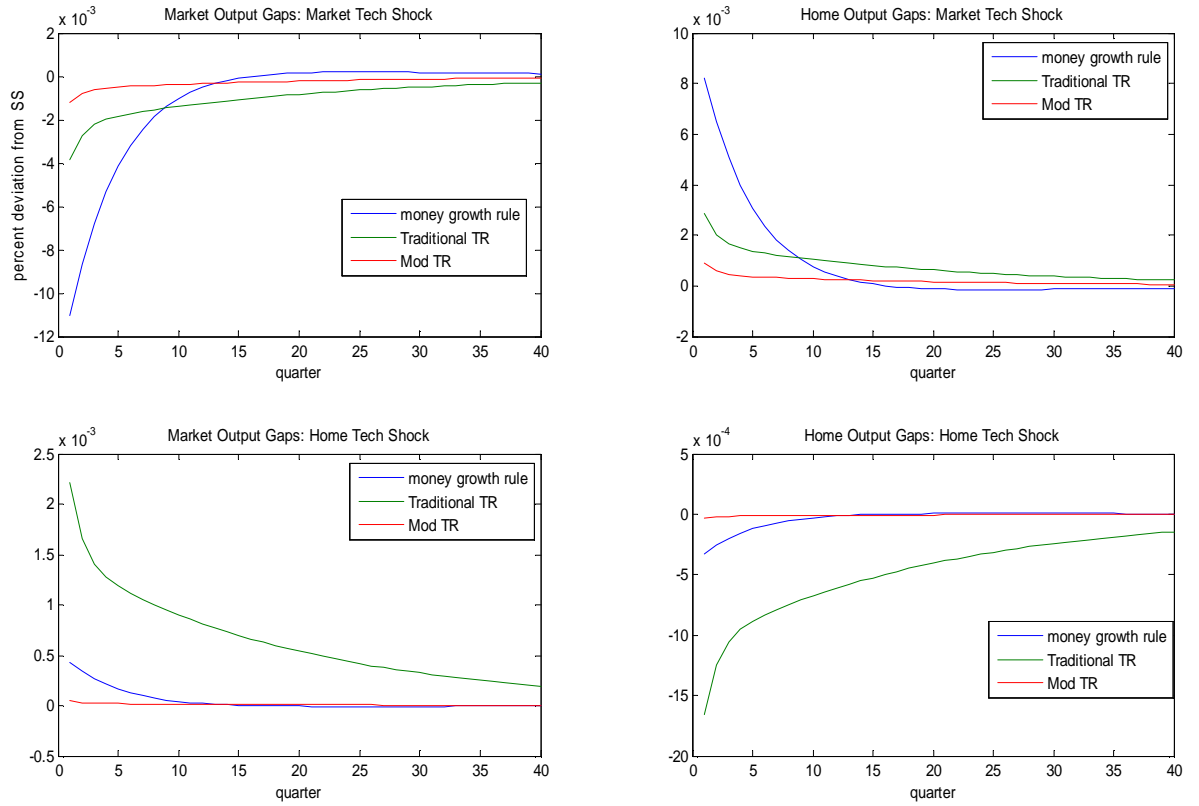 x 10^-3
Market Output Gaps: Market Tech Shock
percent deviation from SS
2
0
-2
-4
-6
-8
-10
-12
money growth rule
Traditional TR
Mod TR
0 5 10 15 20 25 30 35 40
quarter
x 10^-3
Home Output Gaps: Market Tech Shock
10
8
6
4
2
0
-2
money growth rule
Traditional TR
Mod TR
0 5 10 15 20 25 30 35 40
quarter
x 10^-3
Market Output Gaps: Home Tech Shock
2.5
2
1.5
1
0.5
0
-0.5
money growth rule
Traditional TR
Mod TR
0 5 10 15 20 25 30 35 40
quarter
x 10^-4
Home Output Gaps: Home Tech Shock
5
0
-5
-10
-15
-20
money growth rule
Traditional TR
Mod TR
0 5 10 15 20 25 30 35 40
quarter